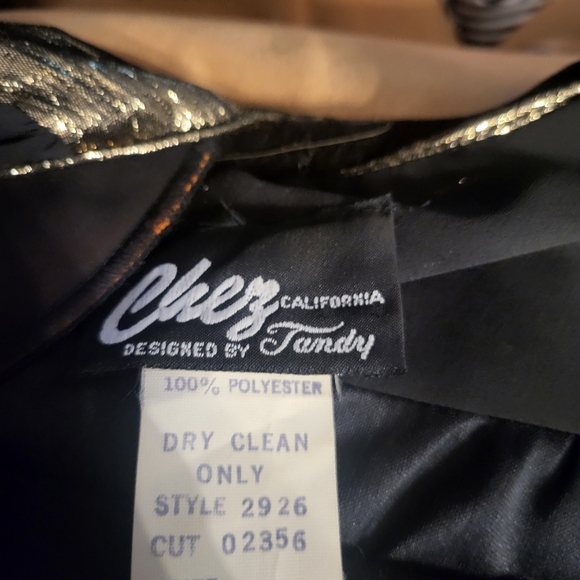 Chez CALIFORNIA
DESIGNED BY Tandy
100% POLYESTER
DRY CLEAN
ONLY
STYLE 2926
CUT 02356